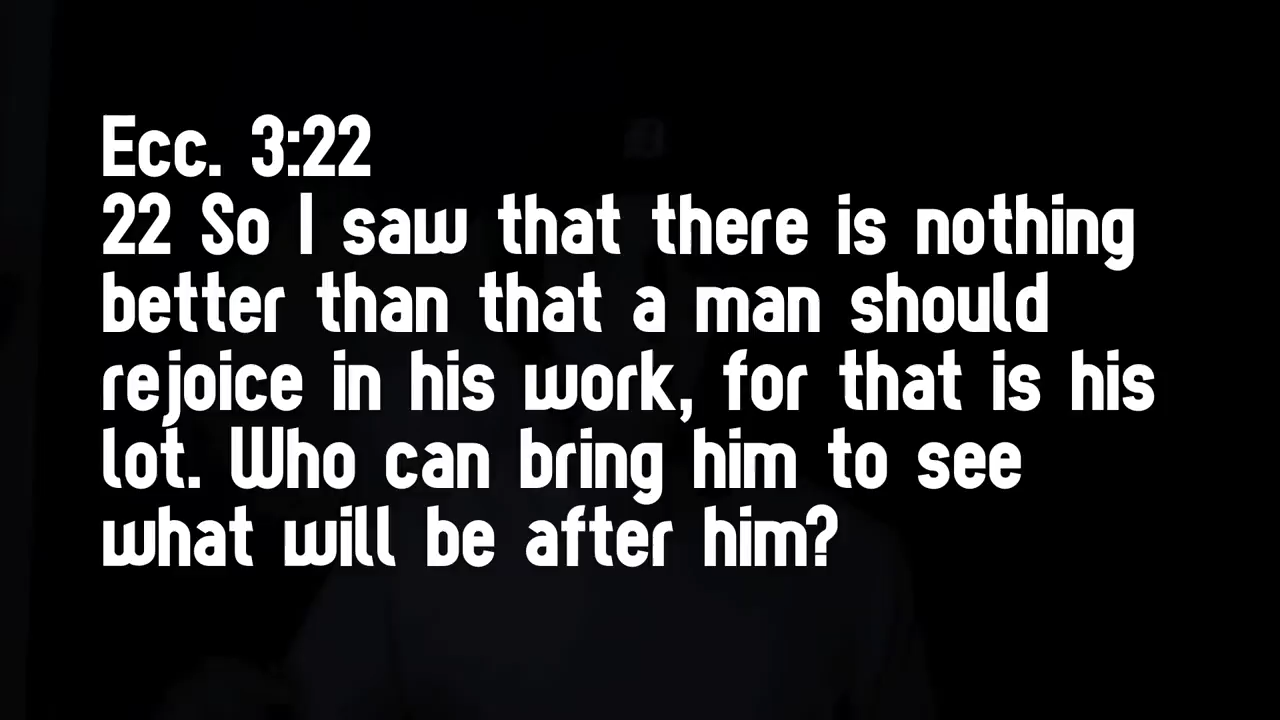 Ecc. 3:22
22 So I saw that there is nothing
better than that a man should
rejoice in his work, for that is his
lot. Who can bring him to see
what will be after him?